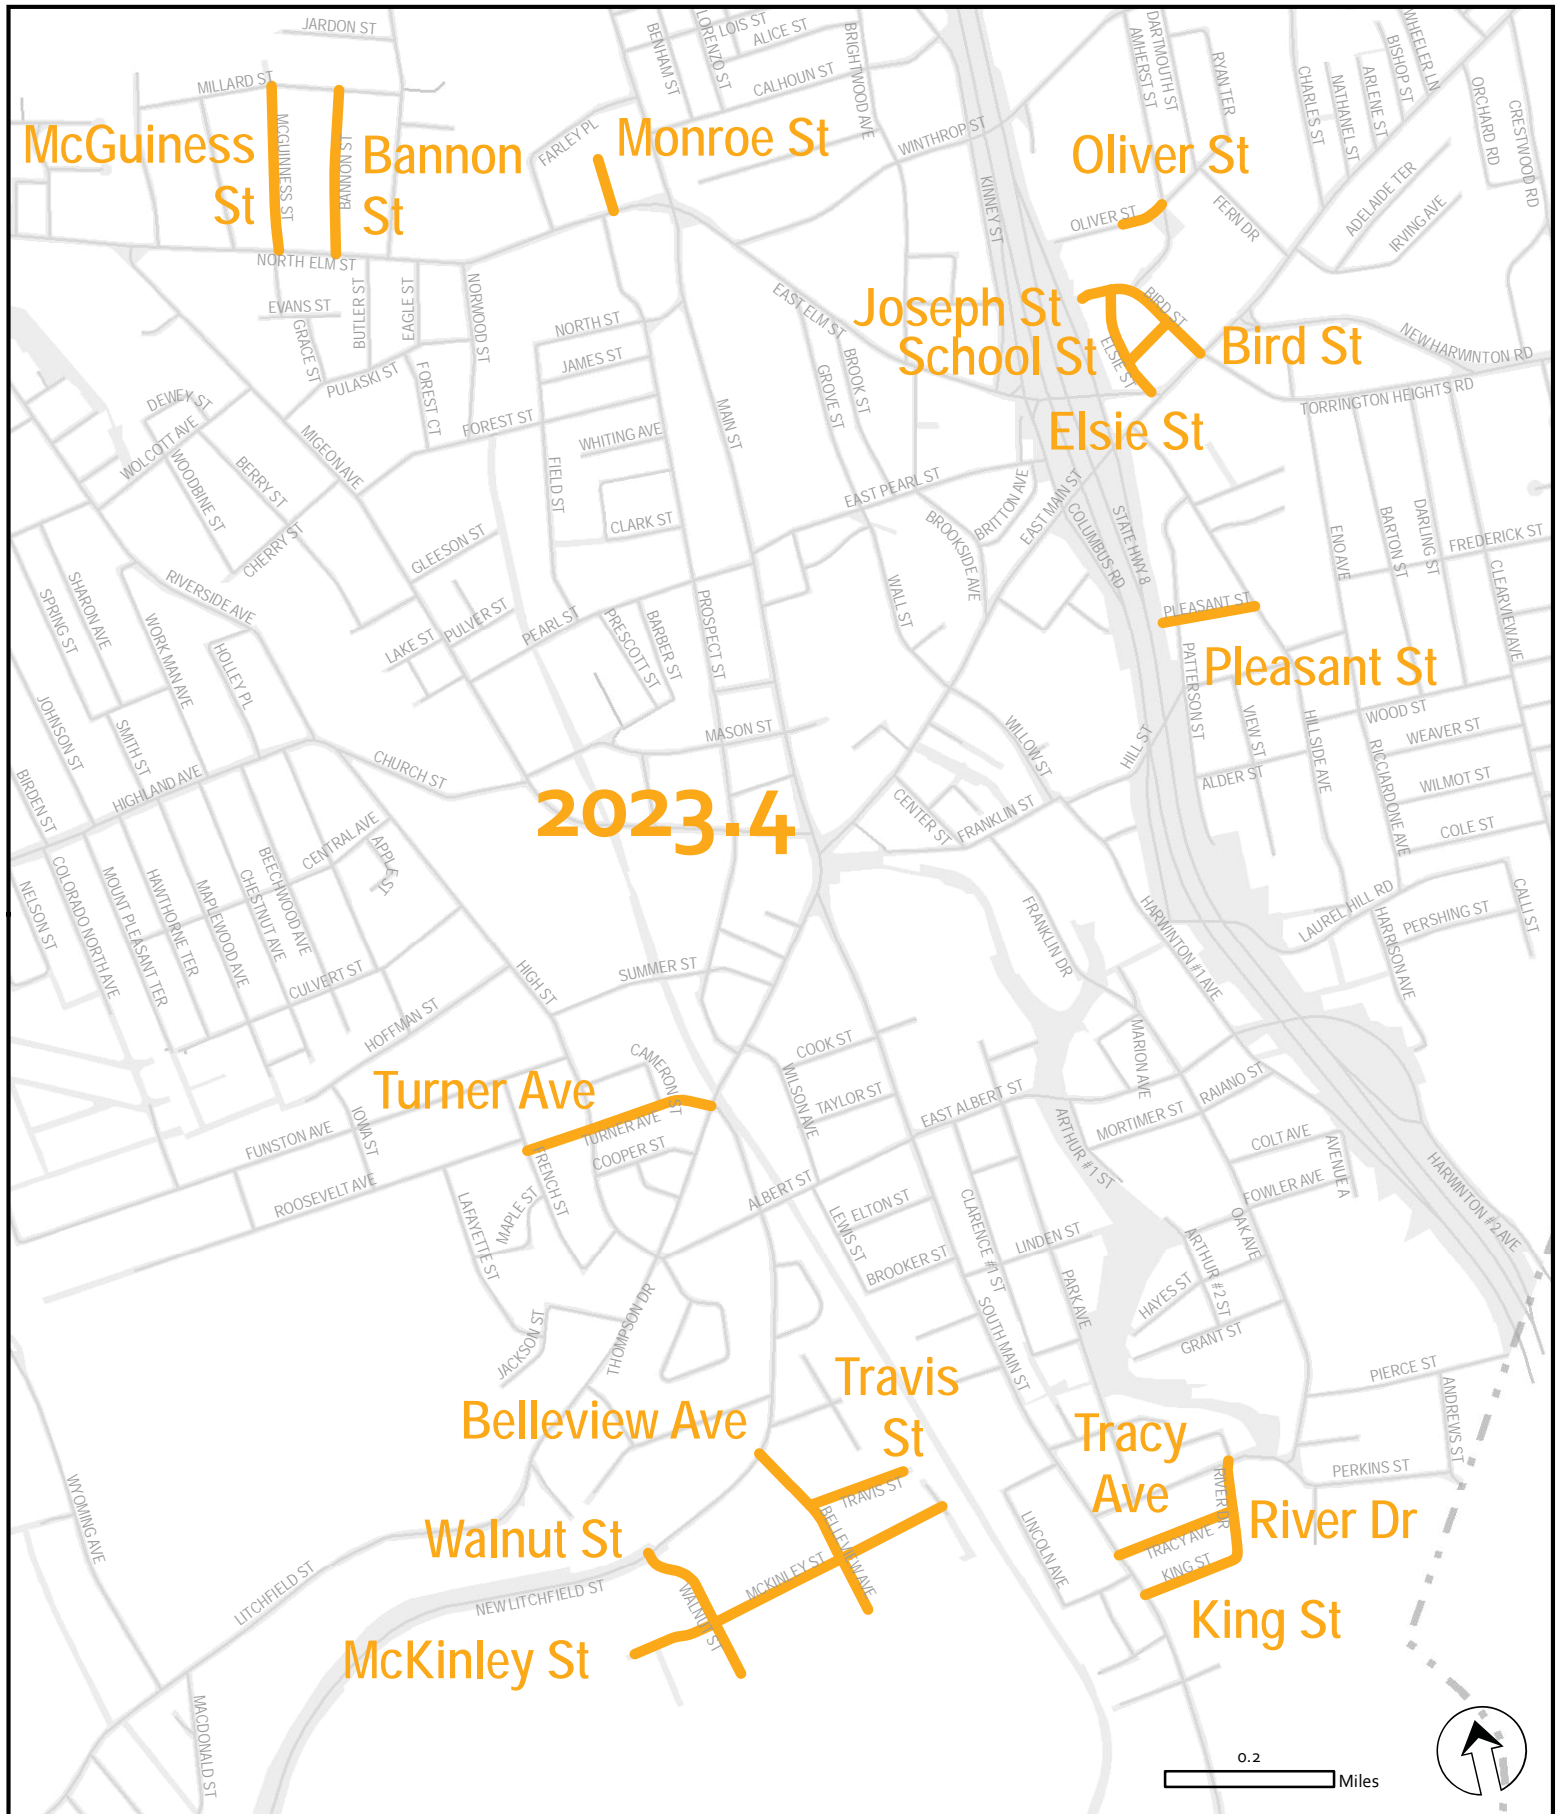 JARDON ST
LOIS ST
ALICE ST
BENHAM ST
LORENZO ST
BRIGHTWOOD AVE
CALHOUN ST
DARTMOUTH ST
AMHERST ST
RYAN TER
CHARLES ST
NATHANEL ST
ARLENE ST
BISHOP ST
WHEELER LN
ORCHARD RD
CRESTWOOD RD
MILLARD ST
MCGUINNESS ST
BANNON ST
McGuiness
St
Bannon
St
FARLEY PL
Monroe St
WINTHROP ST
KINNEY ST
Oliver St
OLIVER ST
FERN DR
ADELAIDE TER
IRVING AVE
NORTH ELM ST
EVANS ST
GRACE ST
BUTLER ST
EAGLE ST
NORWOOD ST
NORTH ST
JAMES ST
PULASKI ST
FOREST CT
FOREST ST
WHITING AVE
FIELD ST
CLARK ST
MAIN ST
EAST ELM ST
BROOK ST
GROVE ST
Joseph St
School St
BIRD ST
Bird St
ELSIE ST
Elsie St
NEW HARWINTON RD
TORRINGTON HEIGHTS RD
DEWEY ST
WOLCOTT AVE
WOODBINE ST
BERRY ST
MIGEON AVE
CHERRY ST
GLEESON ST
EAST PEARL ST
BRITTON AVE
EAST MAIN ST
BROOKSIDE AVE
COLUMBUS RD
STATE HWY 8
ENO AVE
BARTON ST
DARLING ST
FREDERICK ST
CLEARVIEW AVE
SHARON AVE
SPRING ST
RIVERSIDE AVE
WORK MAN AVE
HOLLEY PL
LAKE ST
PULVER ST
PEARL ST
PRESCOTT ST
BARBER ST
PROSPECT ST
WALL ST
PLEASANT ST
Pleasant St
PATTERSON ST
VIEW ST
HILLSIDE AVE
WOOD ST
WEAVER ST
RICCIARDONE AVE
WILMOT ST
COLE ST
ALDER ST
JOHNSON ST
SMITH ST
BIRDEN ST
HIGHLAND AVE
CHURCH ST
MASON ST
WILLOW ST
HILL ST
CENTER ST
FRANKLIN ST
2023.4
CENTRAL AVE
APPLE ST
NELSON ST
COLORADO NORTH AVE
MOUNT PLEASANT TER
HAWTHORNE TER
MAPLEWOOD AVE
CHESTNUT AVE
BEECHWOOD AVE
CULVERT ST
HOFFMAN ST
HIGH ST
SUMMER ST
FRANKLIN DR
HARWINTON #1 AVE
LAUREL HILL RD
HARRISON AVE
PERSHING ST
CALLI ST
COOK ST
CAMERON ST
WILSON AVE
TAYLOR ST
EAST ALBERT ST
MARION AVE
RAIANO ST
MORTIMER ST
ARTHUR #1 ST
COLT AVE
AVENUE A
FOWLER AVE
HARWINTON #2 AVE
Turner Ave
TURNER AVE
COOPER ST
FUNSTON AVE
IOWA ST
ROOSEVELT AVE
FRENCH ST
MAPLE ST
LAFAYETTE ST
ALBERT ST
LEWIS ST
ELTON ST
BROOKER ST
CLARENCE #1 ST
LINDEN ST
PARK AVE
OAK AVE
ARTHUR #2 ST
HAYES ST
GRANT ST
JACKSON ST
THOMPSON DR
SOUTH MAIN ST
PIERCE ST
ANDREWS ST
PERKINS ST
Belleview Ave
Travis
St
TRAVIS ST
BELLEVIEW AVE
Tracy
Ave
RIVER DR
River Dr
TRACY AVE
KING ST
King St
LINCOLN AVE
WYOMING AVE
Walnut St
WALNUT ST
MCKINLEY ST
McKinley St
LITCHFIELD ST
NEW LITCHFIELD ST
MACDONALD ST
0.2
Miles